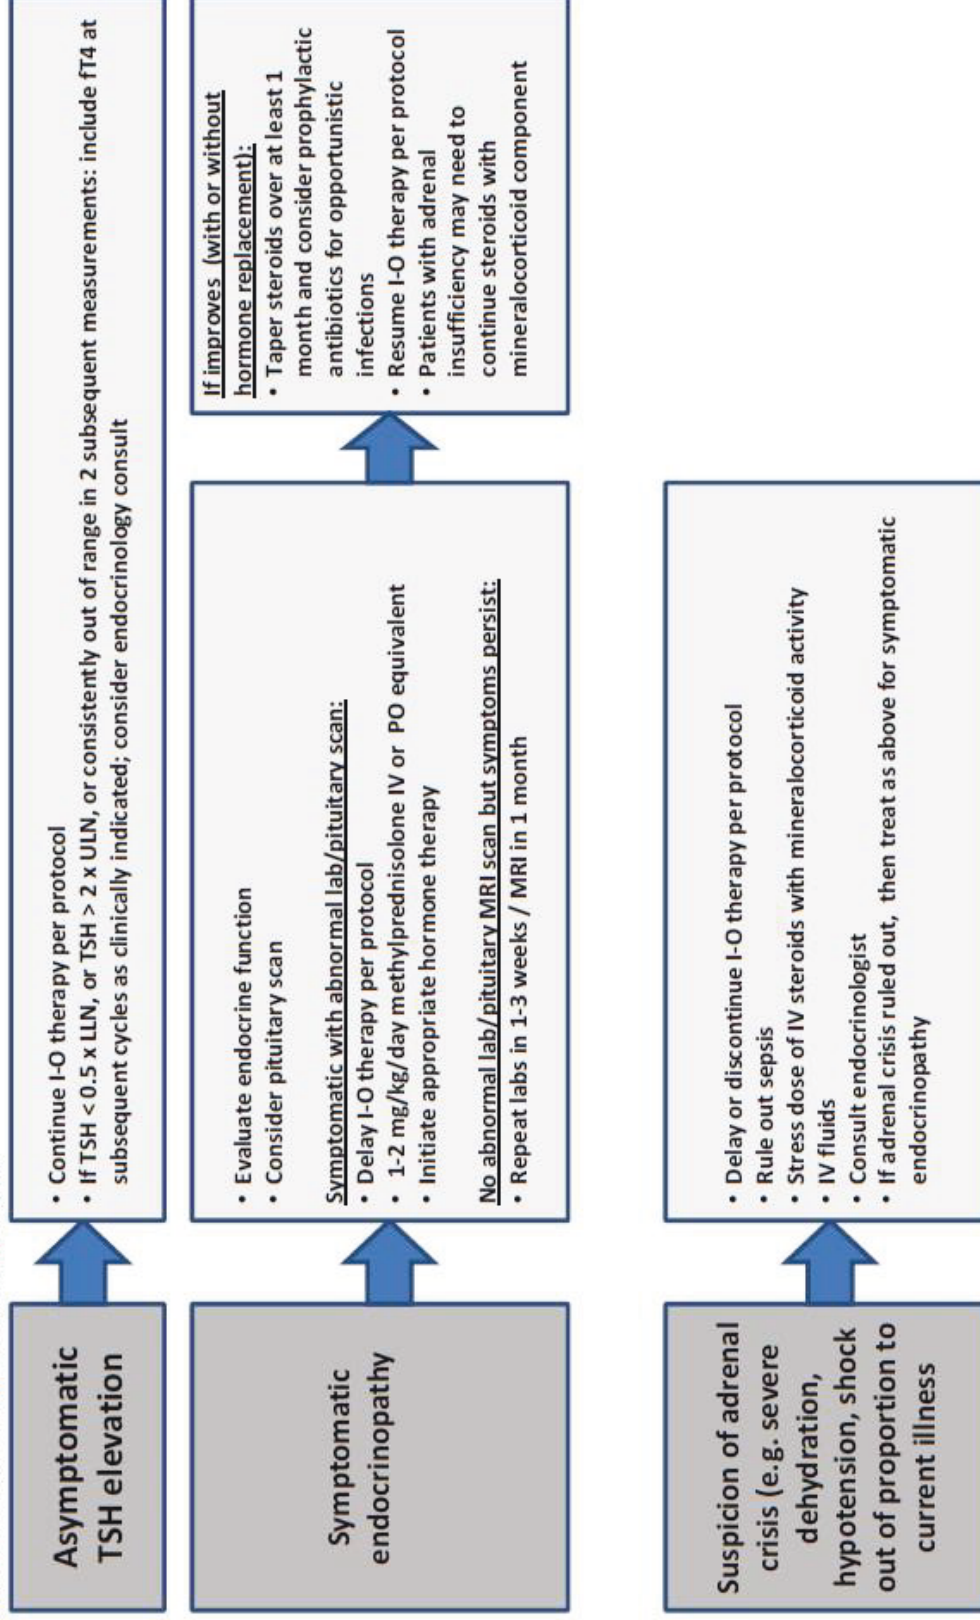 Asymptomatic
TSH elevation
• Continue I-O therapy per protocol
• If TSH < 0.5 x LLN, or TSH > 2 x ULN, or consistently out of range in 2 subsequent measurements: include fT4 at
subsequent cycles as clinically indicated; consider endocrinology consult
Symptomatic
endocrinopathy
• Evaluate endocrine function
• Consider pituitary scan
Symptomatic with abnormal lab/pituitary scan:
• Delay I-O therapy per protocol
• 1-2 mg/kg/day methylprednisolone IV or PO equivalent
• Initiate appropriate hormone therapy
No abnormal lab/pituitary MRI scan but symptoms persist:
• Repeat labs in 1-3 weeks / MRI in 1 month
If improves (with or without
hormone replacement):
• Taper steroids over at least 1
month and consider prophylactic
antibiotics for opportunistic
infections
• Resume I-O therapy per protocol
• Patients with adrenal
insufficiency may need to
continue steroids with
mineralocorticoid component
Suspicion of adrenal
crisis (e.g. severe
dehydration,
hypotension, shock
out of proportion to
current illness
• Delay or discontinue I-O therapy per protocol
• Rule out sepsis
• Stress dose of IV steroids with mineralocorticoid activity
• IV fluids
• Consult endocrinologist
• If adrenal crisis ruled out, then treat as above for symptomatic
endocrinopathy